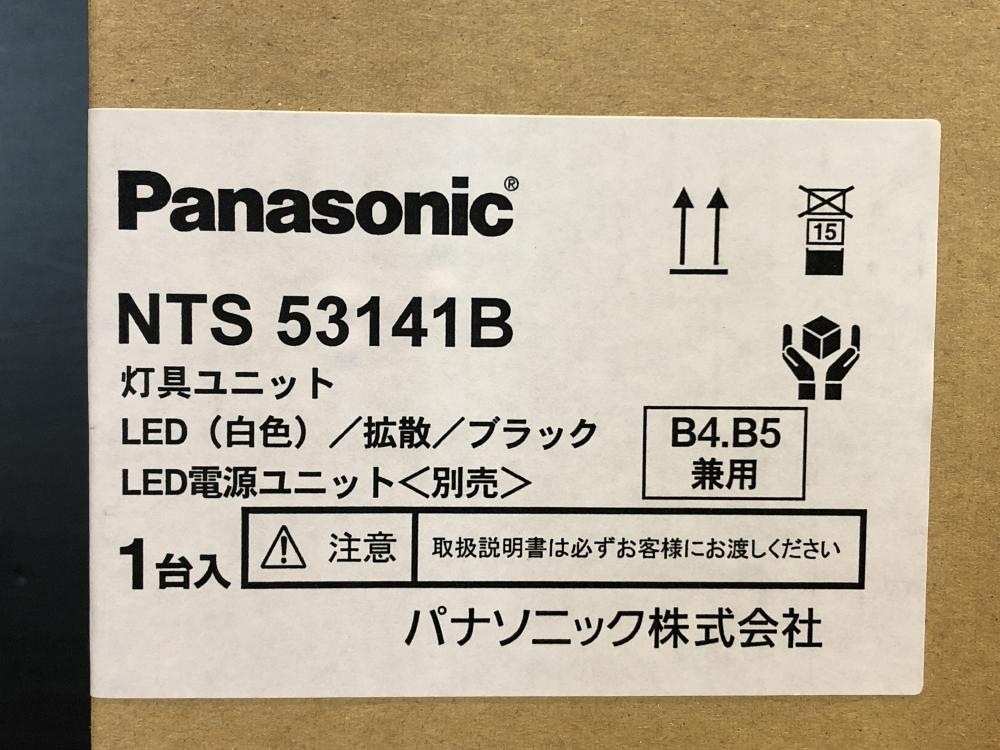 Panasonic®
NTS 53141B
15
灯具ユニット
LED（白色）／拡散／ブラック
LED電源ユニット＜別売＞
B4.B5
兼用
1台入
注意
取扱説明書は必ずお客様にお渡しください
パナソニック株式会社